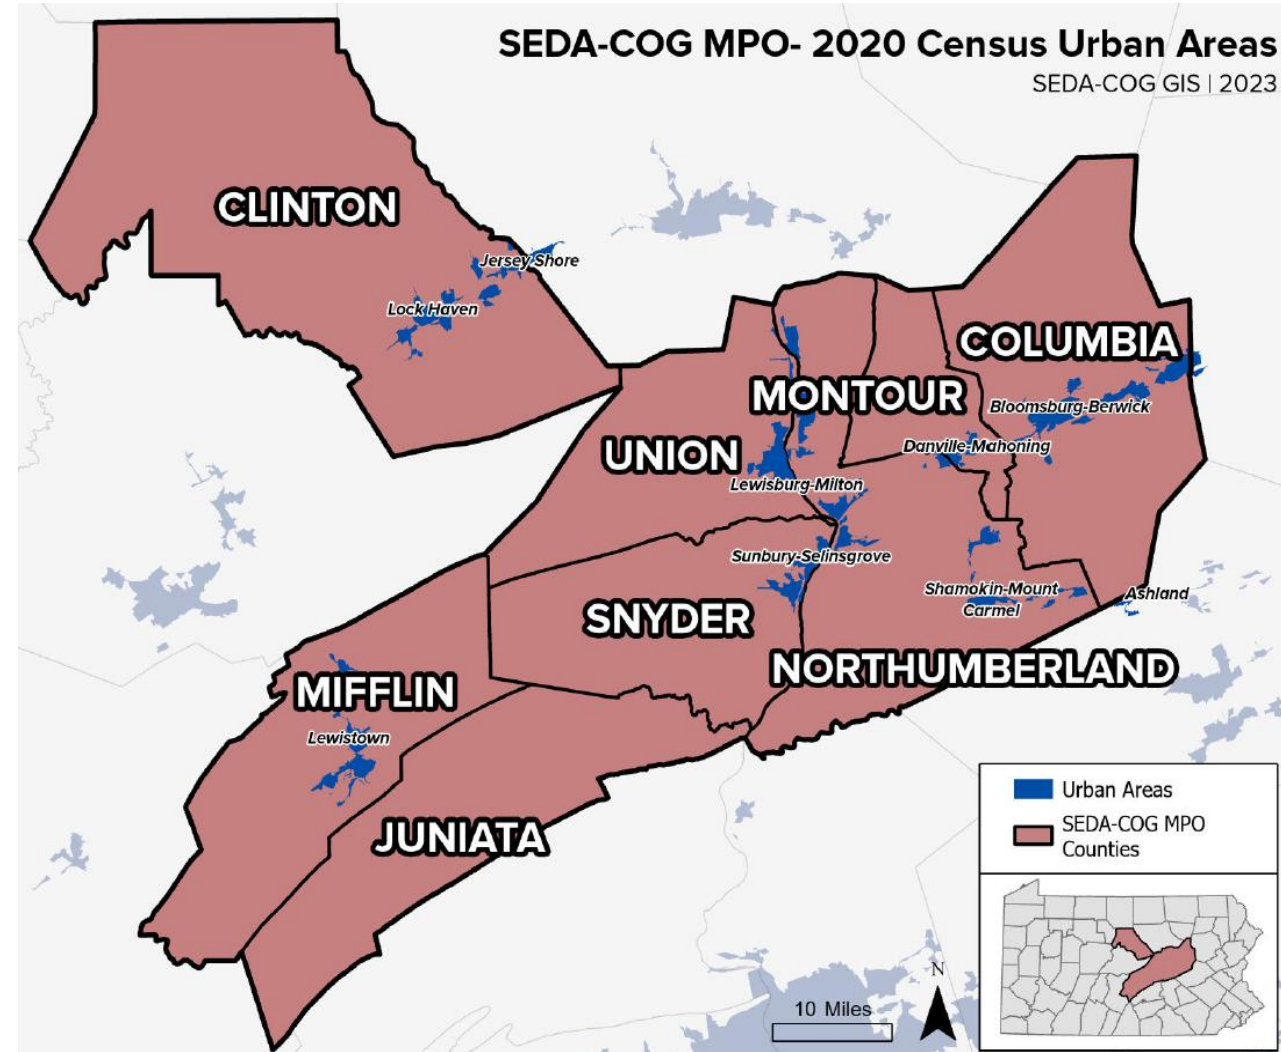 SEDA-COG MPO- 2020 Census Urban Areas
SEDA-COG GIS | 2023
CLINTON
Jersey Shore
Lock Haven
COLUMBIA
MONTOUR
Bloomsburg-Berwick
UNION
Danville-Mahoning
Lewisburg-Milton
Sunbury-Selinsgrove
Shamokin-Mount
Carmel
Ashland
SNYDER
NORTHUMBERLAND
MIFFLIN
Lewistown
JUNIATA
Urban Areas
SEDA-COG MPO
Counties
N
10 Miles